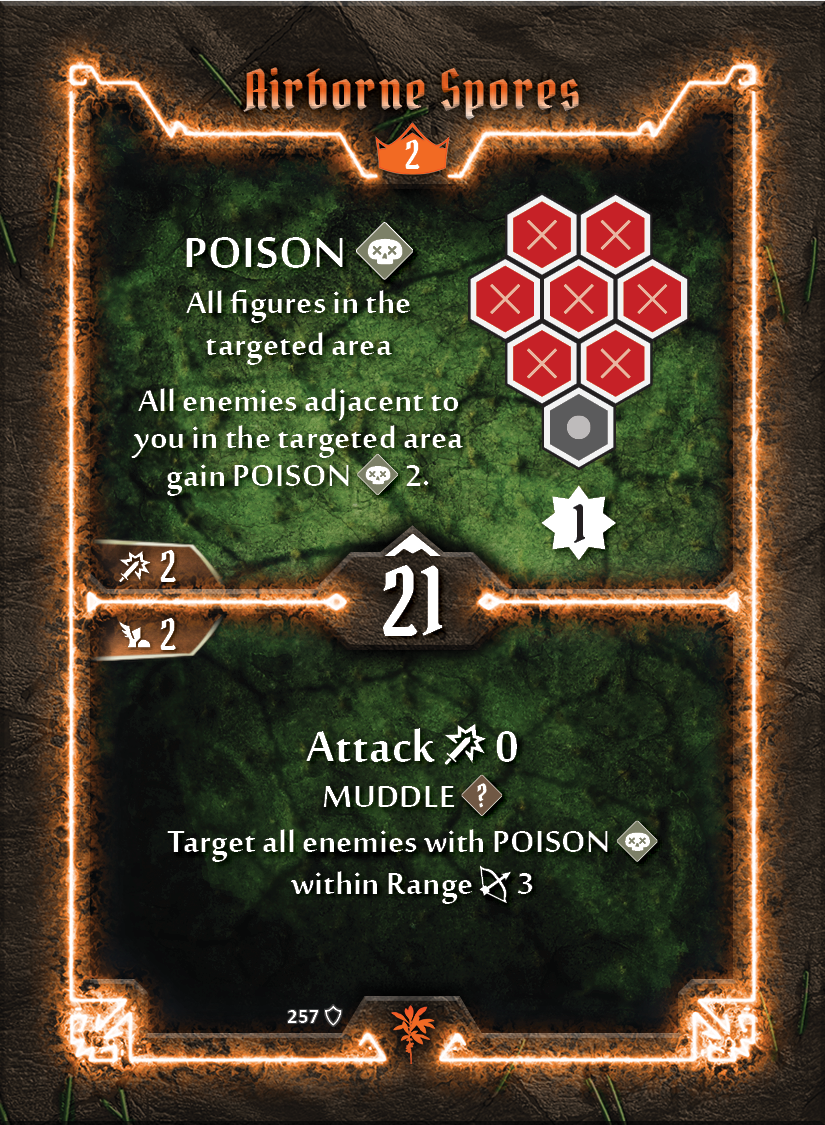 Airborne Spores
2
POISON
All figures in the
targeted area
All enemies adjacent to
you in the targeted area
gain POISON 2.
1
2
21
2
Attack 0
MUDDLE ?
Target all enemies with POISON
within Range 3
257